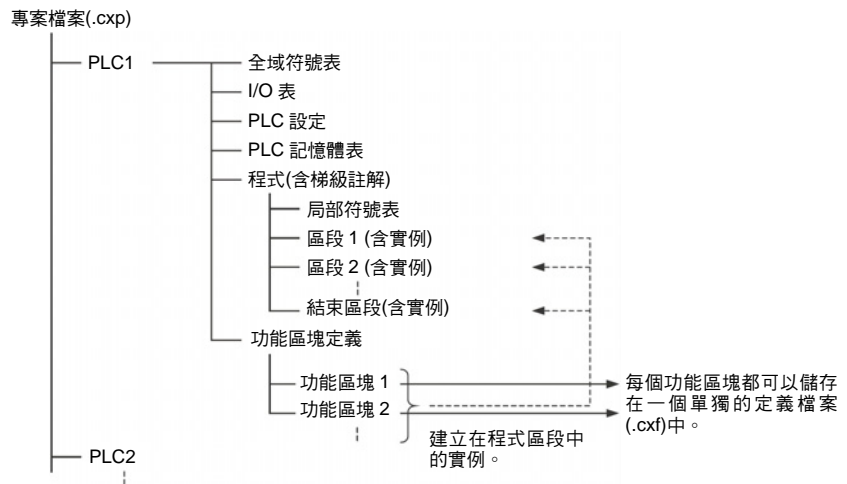 專案檔案(.cxp)
PLC1
全域符號表
I/O 表
PLC 設定
PLC 記憶體表
程式(含梯級註解)
局部符號表
區段 1 (含實例)
區段 2 (含實例)
結束區段(含實例)
功能區塊定義
功能區塊 1
功能區塊 2
每個功能區塊都可以儲存
在一個單獨的定義檔案
(.cxf)中。
建立在程式區段中
的實例。
PLC2